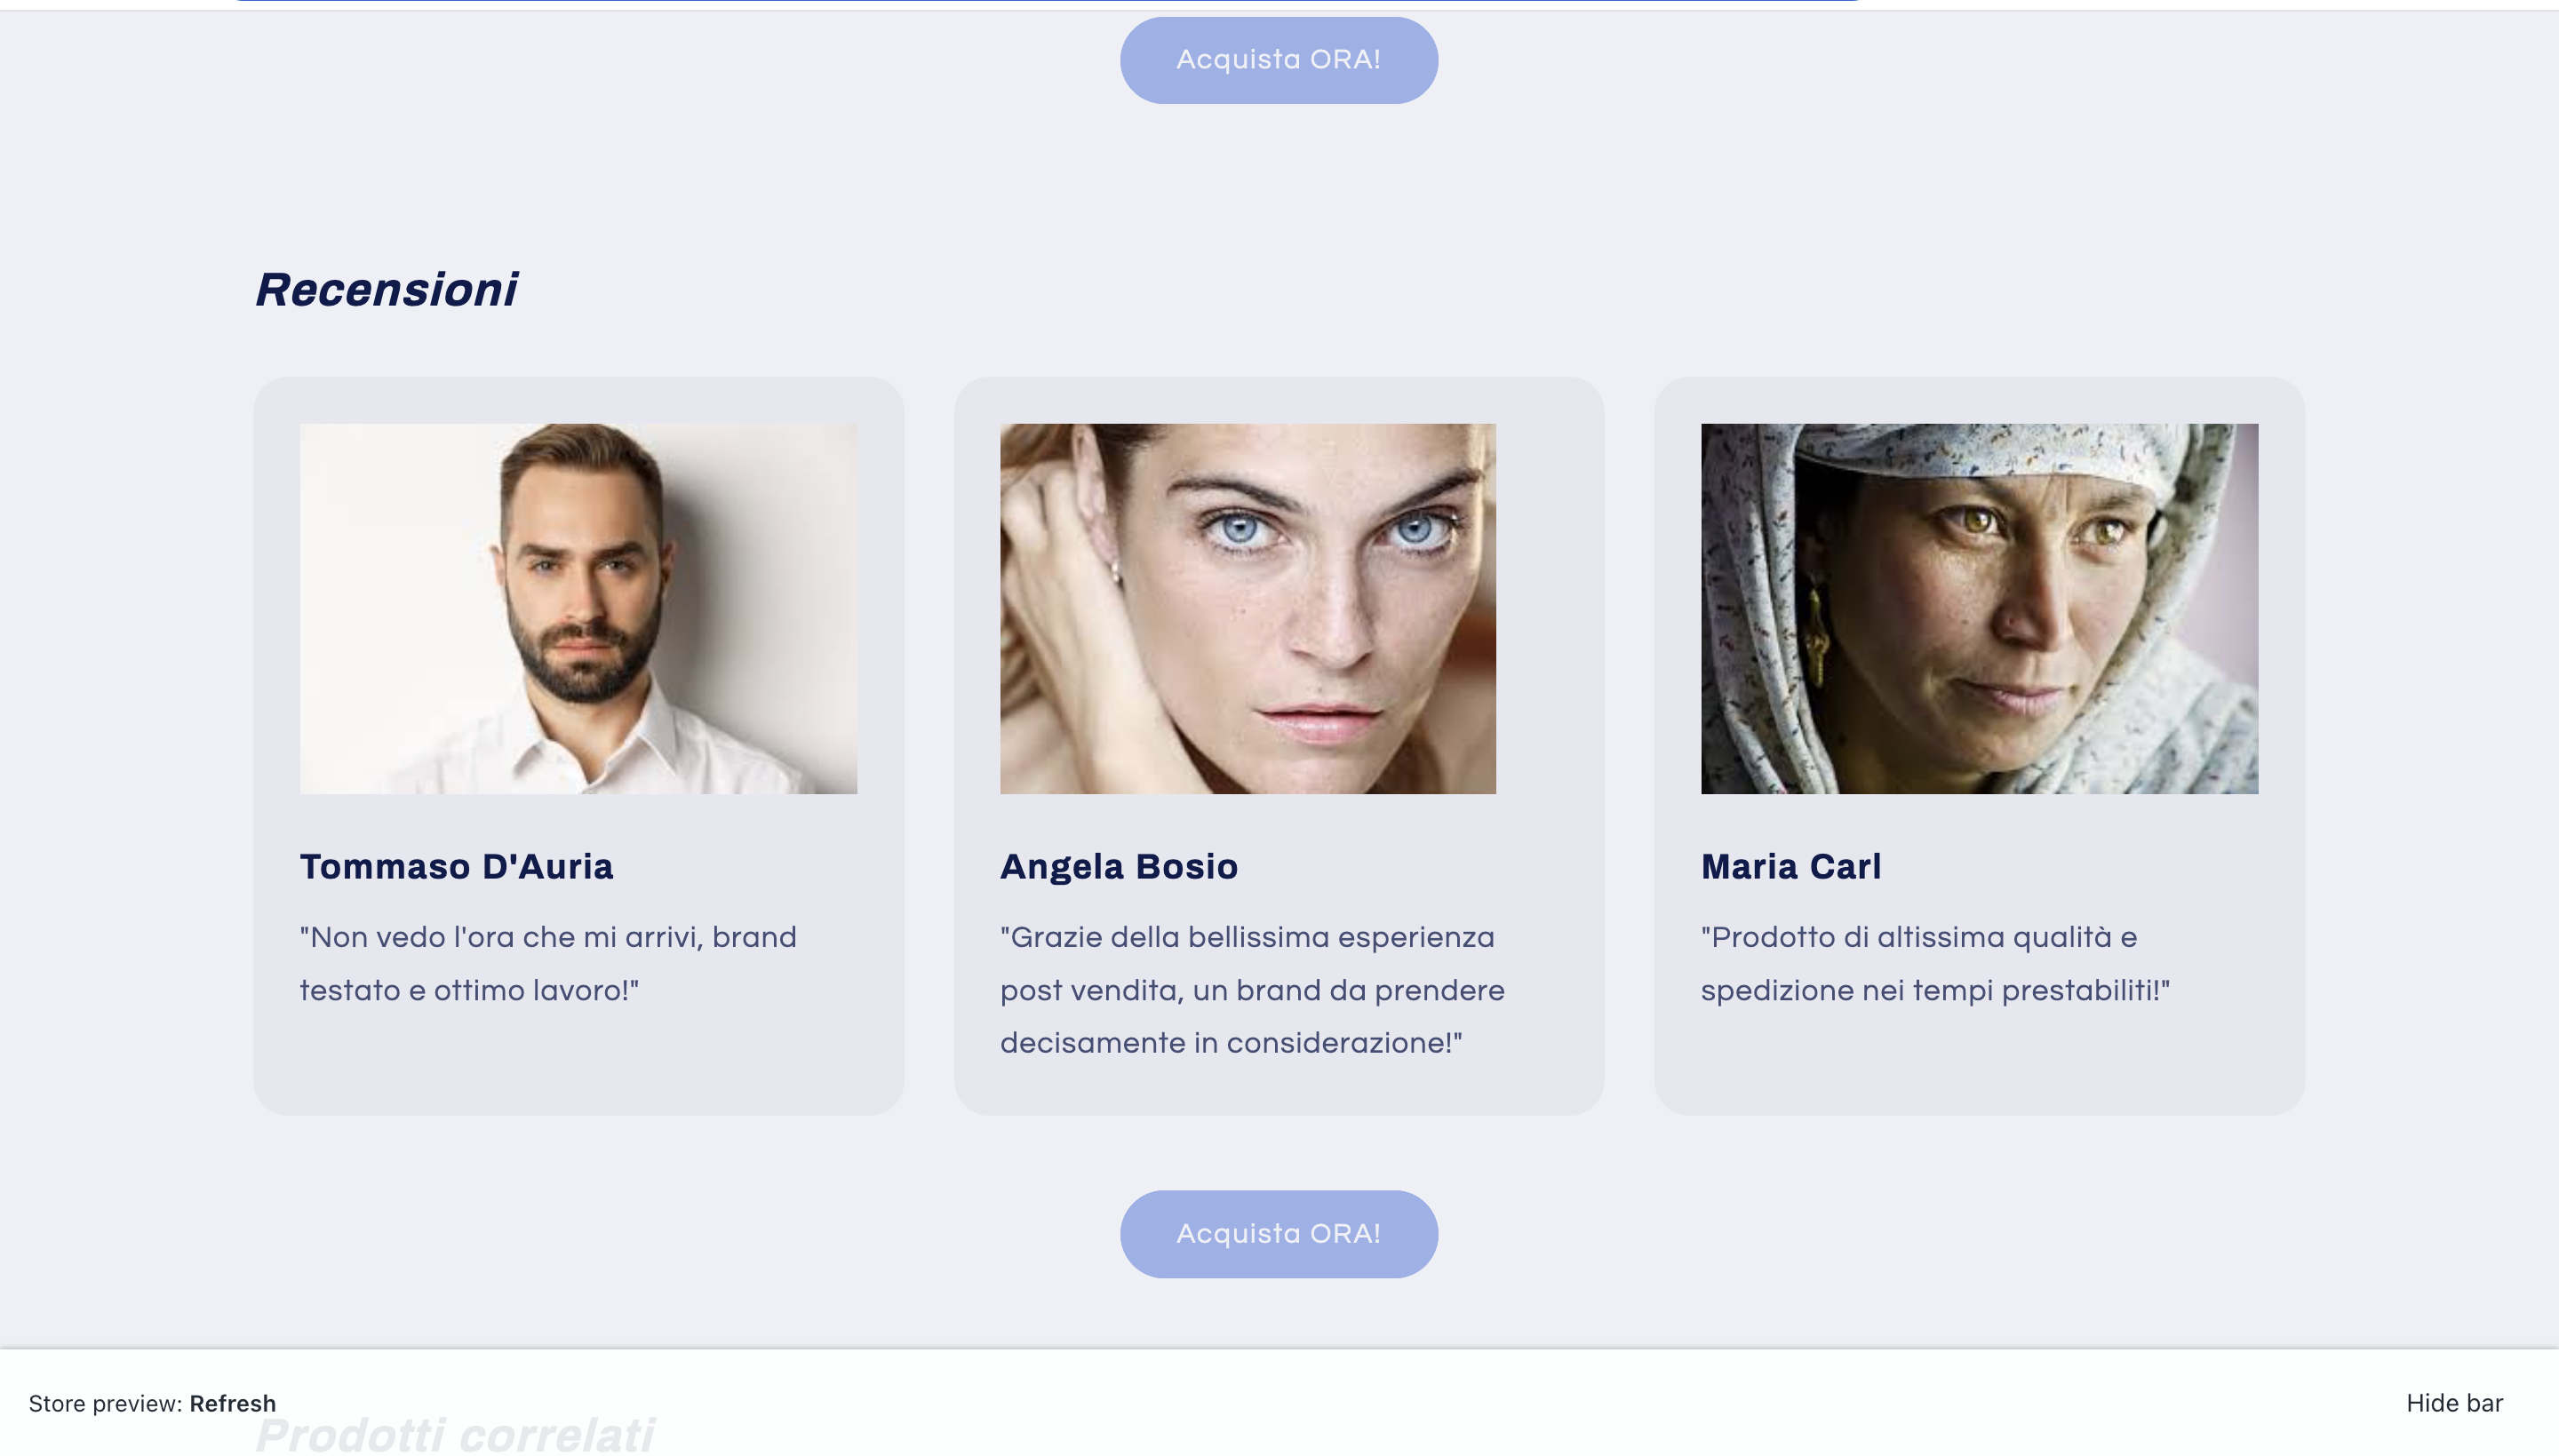 Acquista ORA!
Recensioni
Tommaso D'Auria
"Non vedo l'ora che mi arrivi, brand
testato e ottimo lavoro!"
Angela Bosio
"Grazie della bellissima esperienza
post vendita, un brand da prendere
decisamente in considerazione!"
Maria Carl
"Prodotto di altissima qualità e
spedizione nei tempi prestabiliti!"
Acquista ORA!
Store preview: Refresh
Hide bar
Prodotti correlati